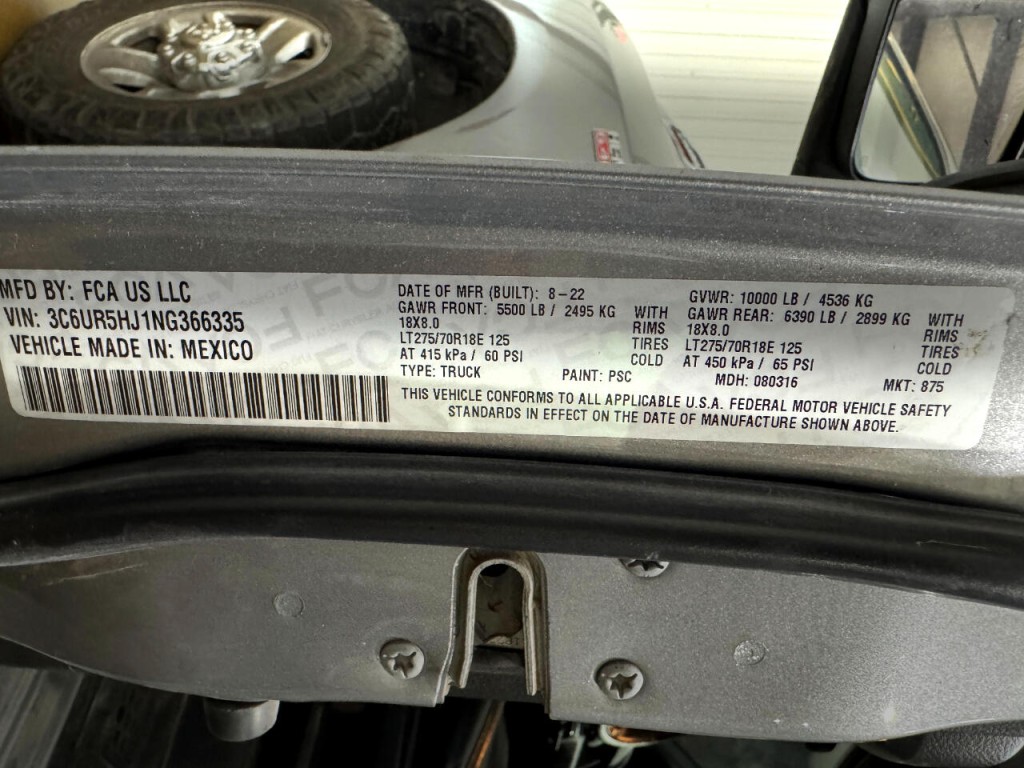 MFD BY: FCA US LLC
VIN: 3C6UR5HJ1NG366335
VEHICLE MADE IN: MEXICO
DATE OF MFR (BUILT): 8-22
GAWR FRONT: 5500 LB / 2495 KG WITH
18X8.0 RIMS
LT275/70R18E 125 TIRES
AT 415 kPa / 60 PSI COLD
GVWR: 10000 LB / 4536 KG
GAWR REAR: 6390 LB / 2899 KG WITH
18X8.0 RIMS
LT275/70R18E 125 TIRES
AT 450 kPa / 65 PSI COLD
TYPE: TRUCK PAINT: PSC MDH: 080316 MKT: 875
THIS VEHICLE CONFORMS TO ALL APPLICABLE U.S.A. FEDERAL MOTOR VEHICLE SAFETY
STANDARDS IN EFFECT ON THE DATE OF MANUFACTURE SHOWN ABOVE.